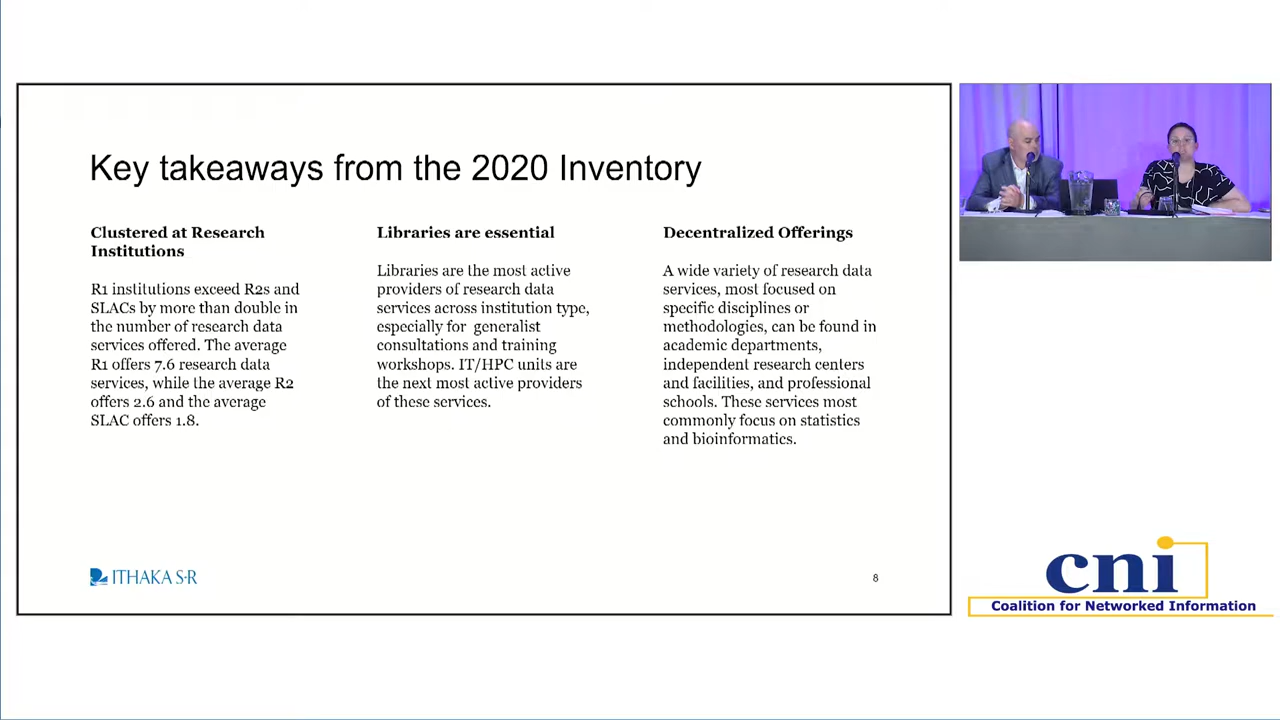 Key takeaways from the 2020 Inventory
Clustered at Research
Institutions
R1 institutions exceed R2s and
SLACs by more than double in
the number of research data
services offered. The average
R1 offers 7.6 research data
services, while the average R2
offers 2.6 and the average
SLAC offers 1.8.
Libraries are essential
Libraries are the most active
providers of research data
services across institution type,
especially for generalist
consultations and training
workshops. IT/HPC units are
the next most active providers
of these services.
Decentralized Offerings
A wide variety of research data
services, most focused on
specific disciplines or
methodologies, can be found in
academic departments,
independent research centers
and facilities, and professional
schools. These services most
commonly focus on statistics
and bioinformatics.
ITHAKA S·R
8
cni
Coalition for Networked Information